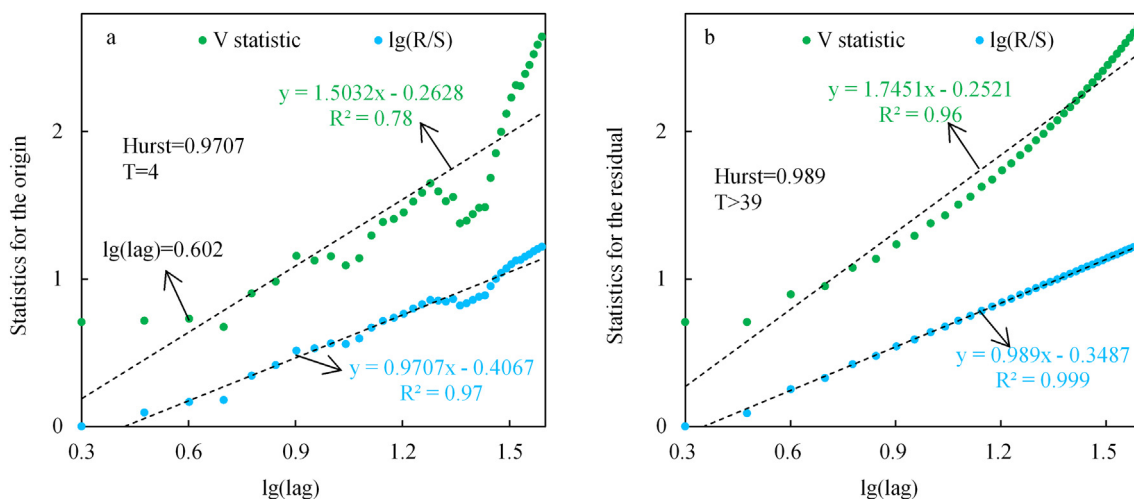 a
V statistic
lg(R/S)
y = 1.5032x - 0.2628
R² = 0.78
Hurst=0.9707
T=4
lg(lag)=0.602
y = 0.9707x - 0.4067
R² = 0.97
Statistics for the origin
0
1
2
0.3
0.6
0.9
1.2
1.5
lg(lag)
b
V statistic
lg(R/S)
y = 1.7451x - 0.2521
R² = 0.96
Hurst=0.989
T>39
y = 0.989x - 0.3487
R² = 0.999
Statistics for the residual
0
1
2
0.3
0.6
0.9
1.2
1.5
lg(lag)